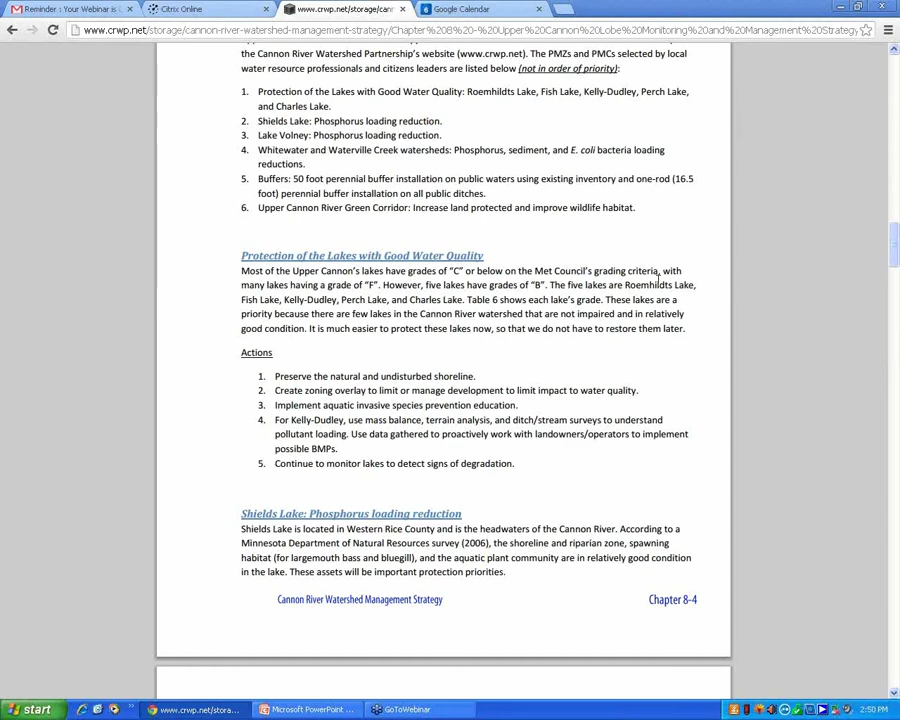 Reminder : Your Webinar is
Citrix Online
www.crwp.net/storage/can
Google Calendar
www.crwp.net/storage/cannon-river-watershed-management-strategy/Chapter%208%20-%20Upper%20Cannon%20Lobe%20Monitoring%20and%20Management%20Strategy
the Cannon River Watershed Partnership's website (www.crwp.net). The PMZs and PMCs selected by local
water resource professionals and citizens leaders are listed below (not in order of priority):
1. Protection of the Lakes with Good Water Quality: Roemhildts Lake, Fish Lake, Kelly-Dudley, Perch Lake,
and Charles Lake.
2. Shields Lake: Phosphorus loading reduction.
3. Lake Volney: Phosphorus loading reduction.
4. Whitewater and Waterville Creek watersheds: Phosphorus, sediment, and E. coli bacteria loading
reductions.
5. Buffers: 50 foot perennial buffer installation on public waters using existing inventory and one-rod (16.5
foot) perennial buffer installation on all public ditches.
6. Upper Cannon River Green Corridor: Increase land protected and improve wildlife habitat.
Protection of the Lakes with Good Water Quality
Most of the Upper Cannon's lakes have grades of "C" or below on the Met Council's grading criteria, with
many lakes having a grade of "F". However, five lakes have grades of "B". The five lakes are Roemhildts Lake,
Fish Lake, Kelly-Dudley, Perch Lake, and Charles Lake. Table 6 shows each lake's grade. These lakes are a
priority because there are few lakes in the Cannon River watershed that are not impaired and in relatively
good condition. It is much easier to protect these lakes now, so that we do not have to restore them later.
Actions
1. Preserve the natural and undisturbed shoreline.
2. Create zoning overlay to limit or manage development to limit impact to water quality.
3. Implement aquatic invasive species prevention education.
4. For Kelly-Dudley, use mass balance, terrain analysis, and ditch/stream surveys to understand
pollutant loading. Use data gathered to proactively work with landowners/operators to implement
possible BMPs.
5. Continue to monitor lakes to detect signs of degradation.
Shields Lake: Phosphorus loading reduction
Shields Lake is located in Western Rice County and is the headwaters of the Cannon River. According to a
Minnesota Department of Natural Resources survey (2006), the shoreline and riparian zone, spawning
habitat (for largemouth bass and bluegill), and the aquatic plant community are in relatively good condition
in the lake. These assets will be important protection priorities.
Cannon River Watershed Management Strategy
Chapter 8-4
start
www.crwp.net/stora...
Microsoft PowerPoint ...
GoToWebinar
2:50 PM